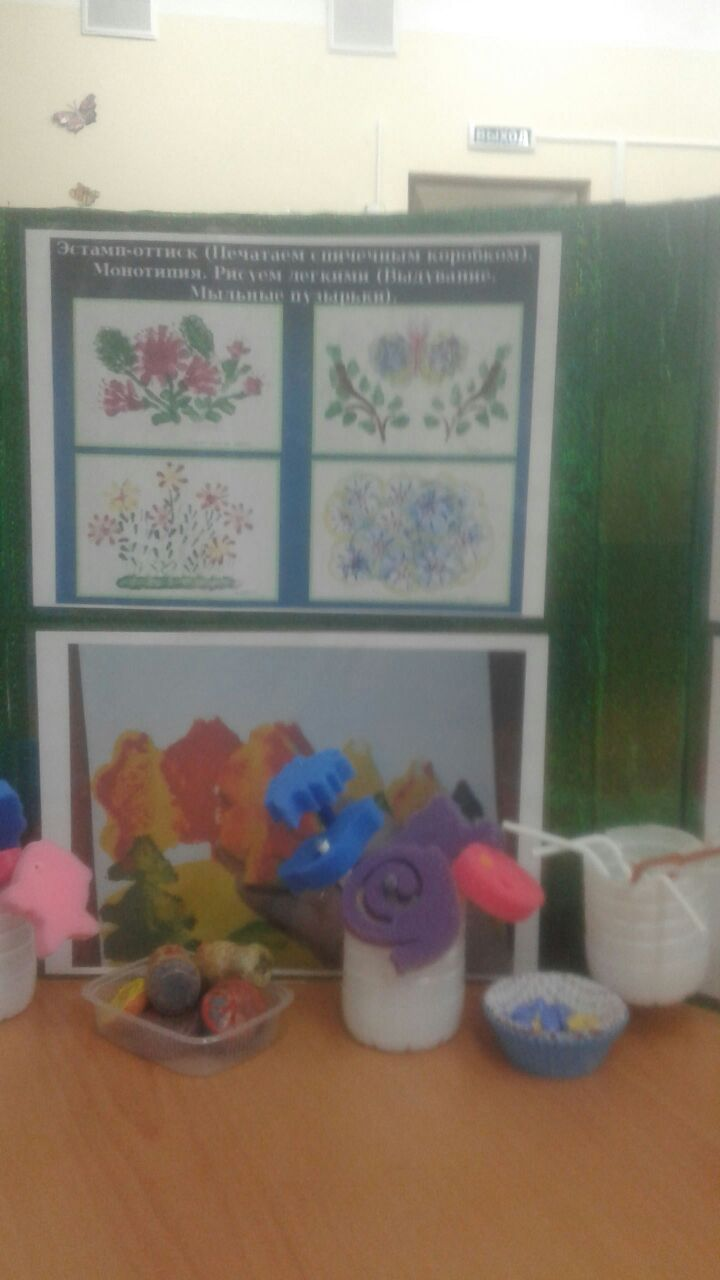 ВЫХОД
Эстамп-оттиск (Печатаем спичечным коробком).
Монотипия. Рисуем легкими (Выдувание.
Мыльные пузырьки).